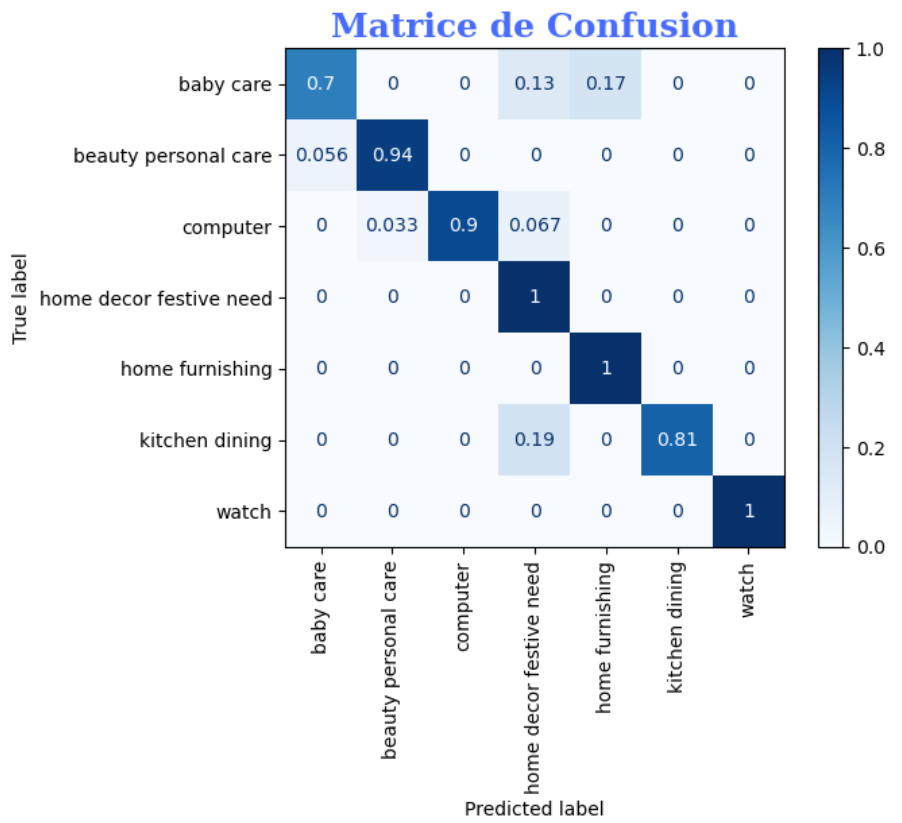 Matrice de Confusion
True label
baby care 0.7 0 0 0.13 0.17 0 0
beauty personal care 0.056 0.94 0 0 0 0 0
computer 0 0.033 0.9 0.067 0 0 0
home decor festive need 0 0 0 1 0 0 0
home furnishing 0 0 0 0 1 0 0
kitchen dining 0 0 0 0.19 0 0.81 0
watch 0 0 0 0 0 0 1
baby care
beauty personal care
computer
home decor festive need
home furnishing
kitchen dining
watch
Predicted label
1.0
0.8
0.6
0.4
0.2
0.0